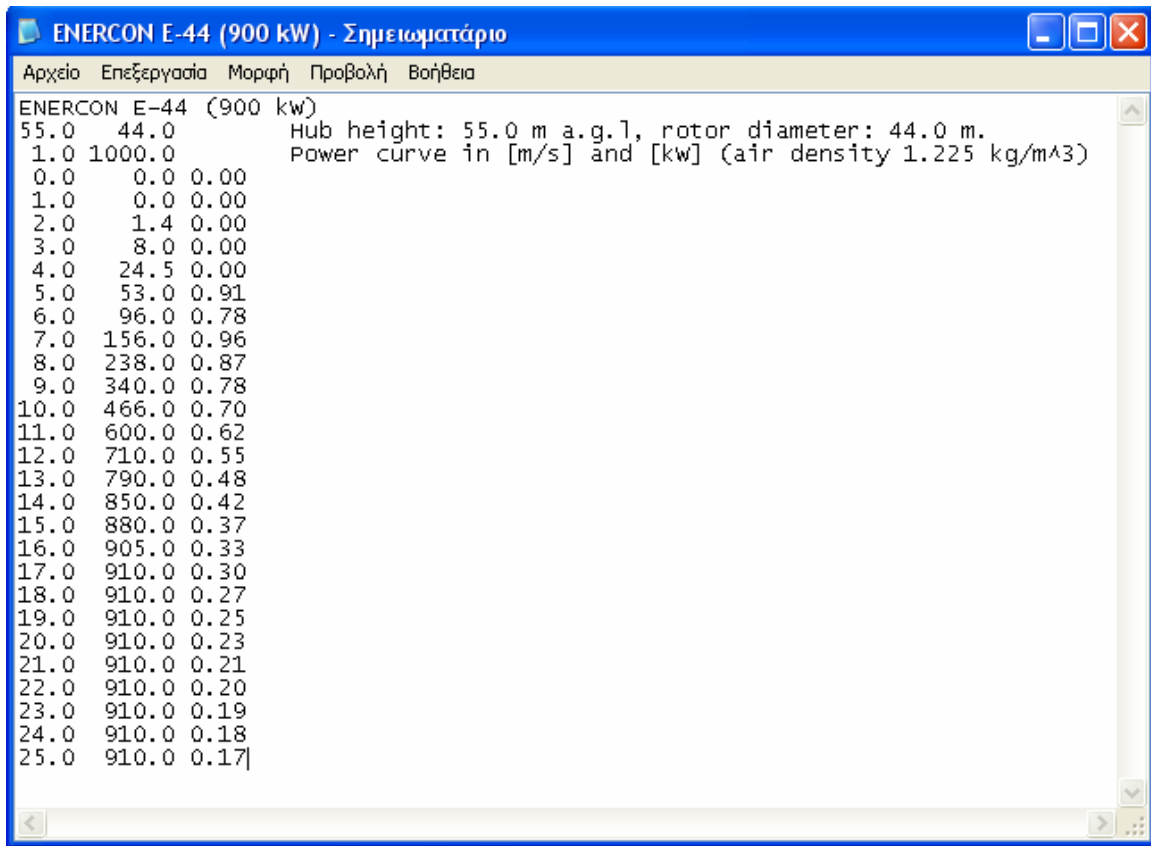 ENERCON E-44 (900 kW) - Σημειωματάριο
Αρχείο Επεξεργασία Μορφή Προβολή Βοήθεια
ENERCON E-44 (900 kW)
55.0 44.0 Hub height: 55.0 m a.g.l, rotor diameter: 44.0 m.
1.0 1000.0 Power curve in [m/s] and [kW] (air density 1.225 kg/m^3)
0.0 0.0 0.00
1.0 0.0 0.00
2.0 1.4 0.00
3.0 8.0 0.00
4.0 24.5 0.00
5.0 53.0 0.91
6.0 96.0 0.78
7.0 156.0 0.96
8.0 238.0 0.87
9.0 340.0 0.78
10.0 466.0 0.70
11.0 600.0 0.62
12.0 710.0 0.55
13.0 790.0 0.48
14.0 850.0 0.42
15.0 880.0 0.37
16.0 905.0 0.33
17.0 910.0 0.30
18.0 910.0 0.27
19.0 910.0 0.25
20.0 910.0 0.23
21.0 910.0 0.21
22.0 910.0 0.20
23.0 910.0 0.19
24.0 910.0 0.18
25.0 910.0 0.17